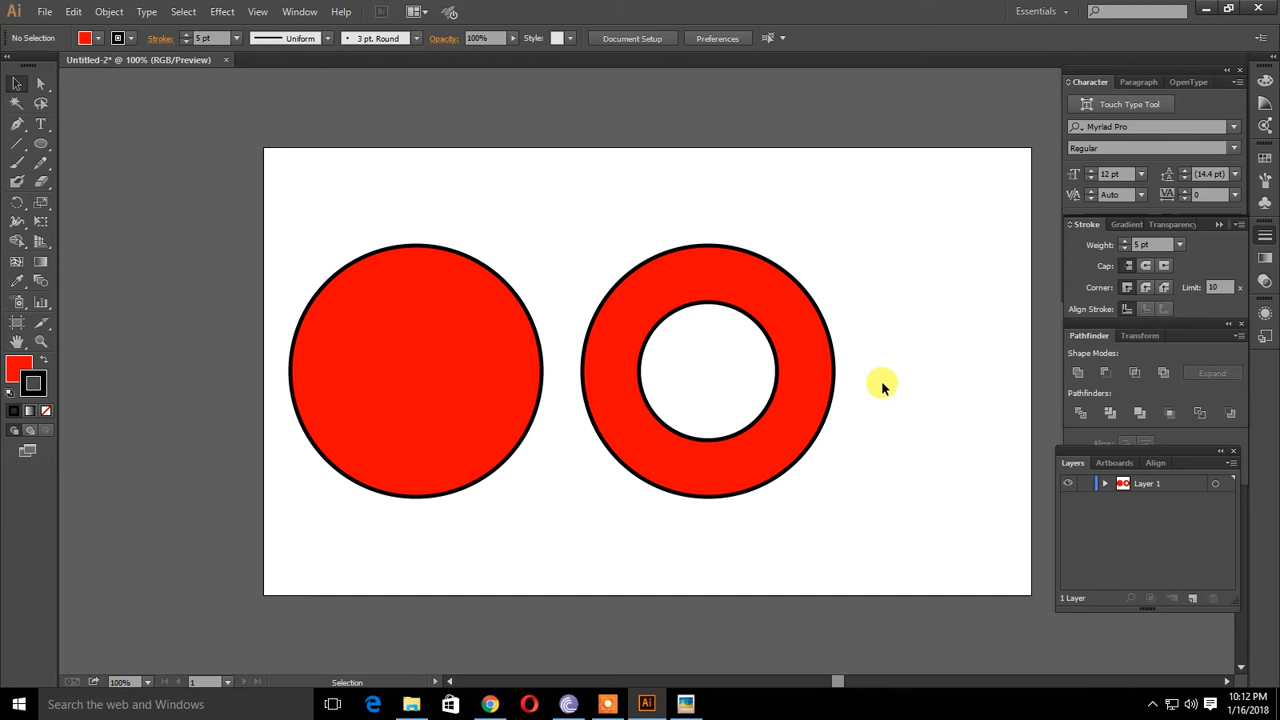 Ai File Edit Object Type Select Effect View Window Help Br Essentials
No Selection Stroke: 5 pt Uniform 3 pt. Round Opacity: 100% Style: Document Setup Preferences
Untitled-2* @ 100% (RGB/Preview)
Character Paragraph OpenType
Touch Type Tool
Myriad Pro
Regular
12 pt (14.4 pt)
Auto 0
Stroke Gradient Transparency
Weight: 5 pt
Cap:
Corner: Limit: 10 x
Align Stroke:
Pathfinder Transform
Shape Modes:
Expand
Pathfinders:
Align:
Layers Artboards Align
Layer 1
1 Layer
100% 1 Selection
Search the web and Windows
Ai
10:12 PM
1/16/2018